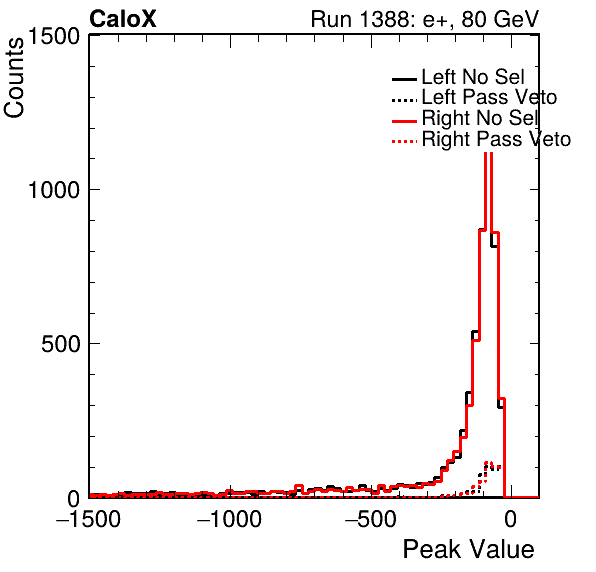 CaloX Run 1388: e+, 80 GeV
Counts
1500
Left No Sel
Left Pass Veto
Right No Sel
Right Pass Veto
1000
500
0
−1500 −1000 −500 0
Peak Value